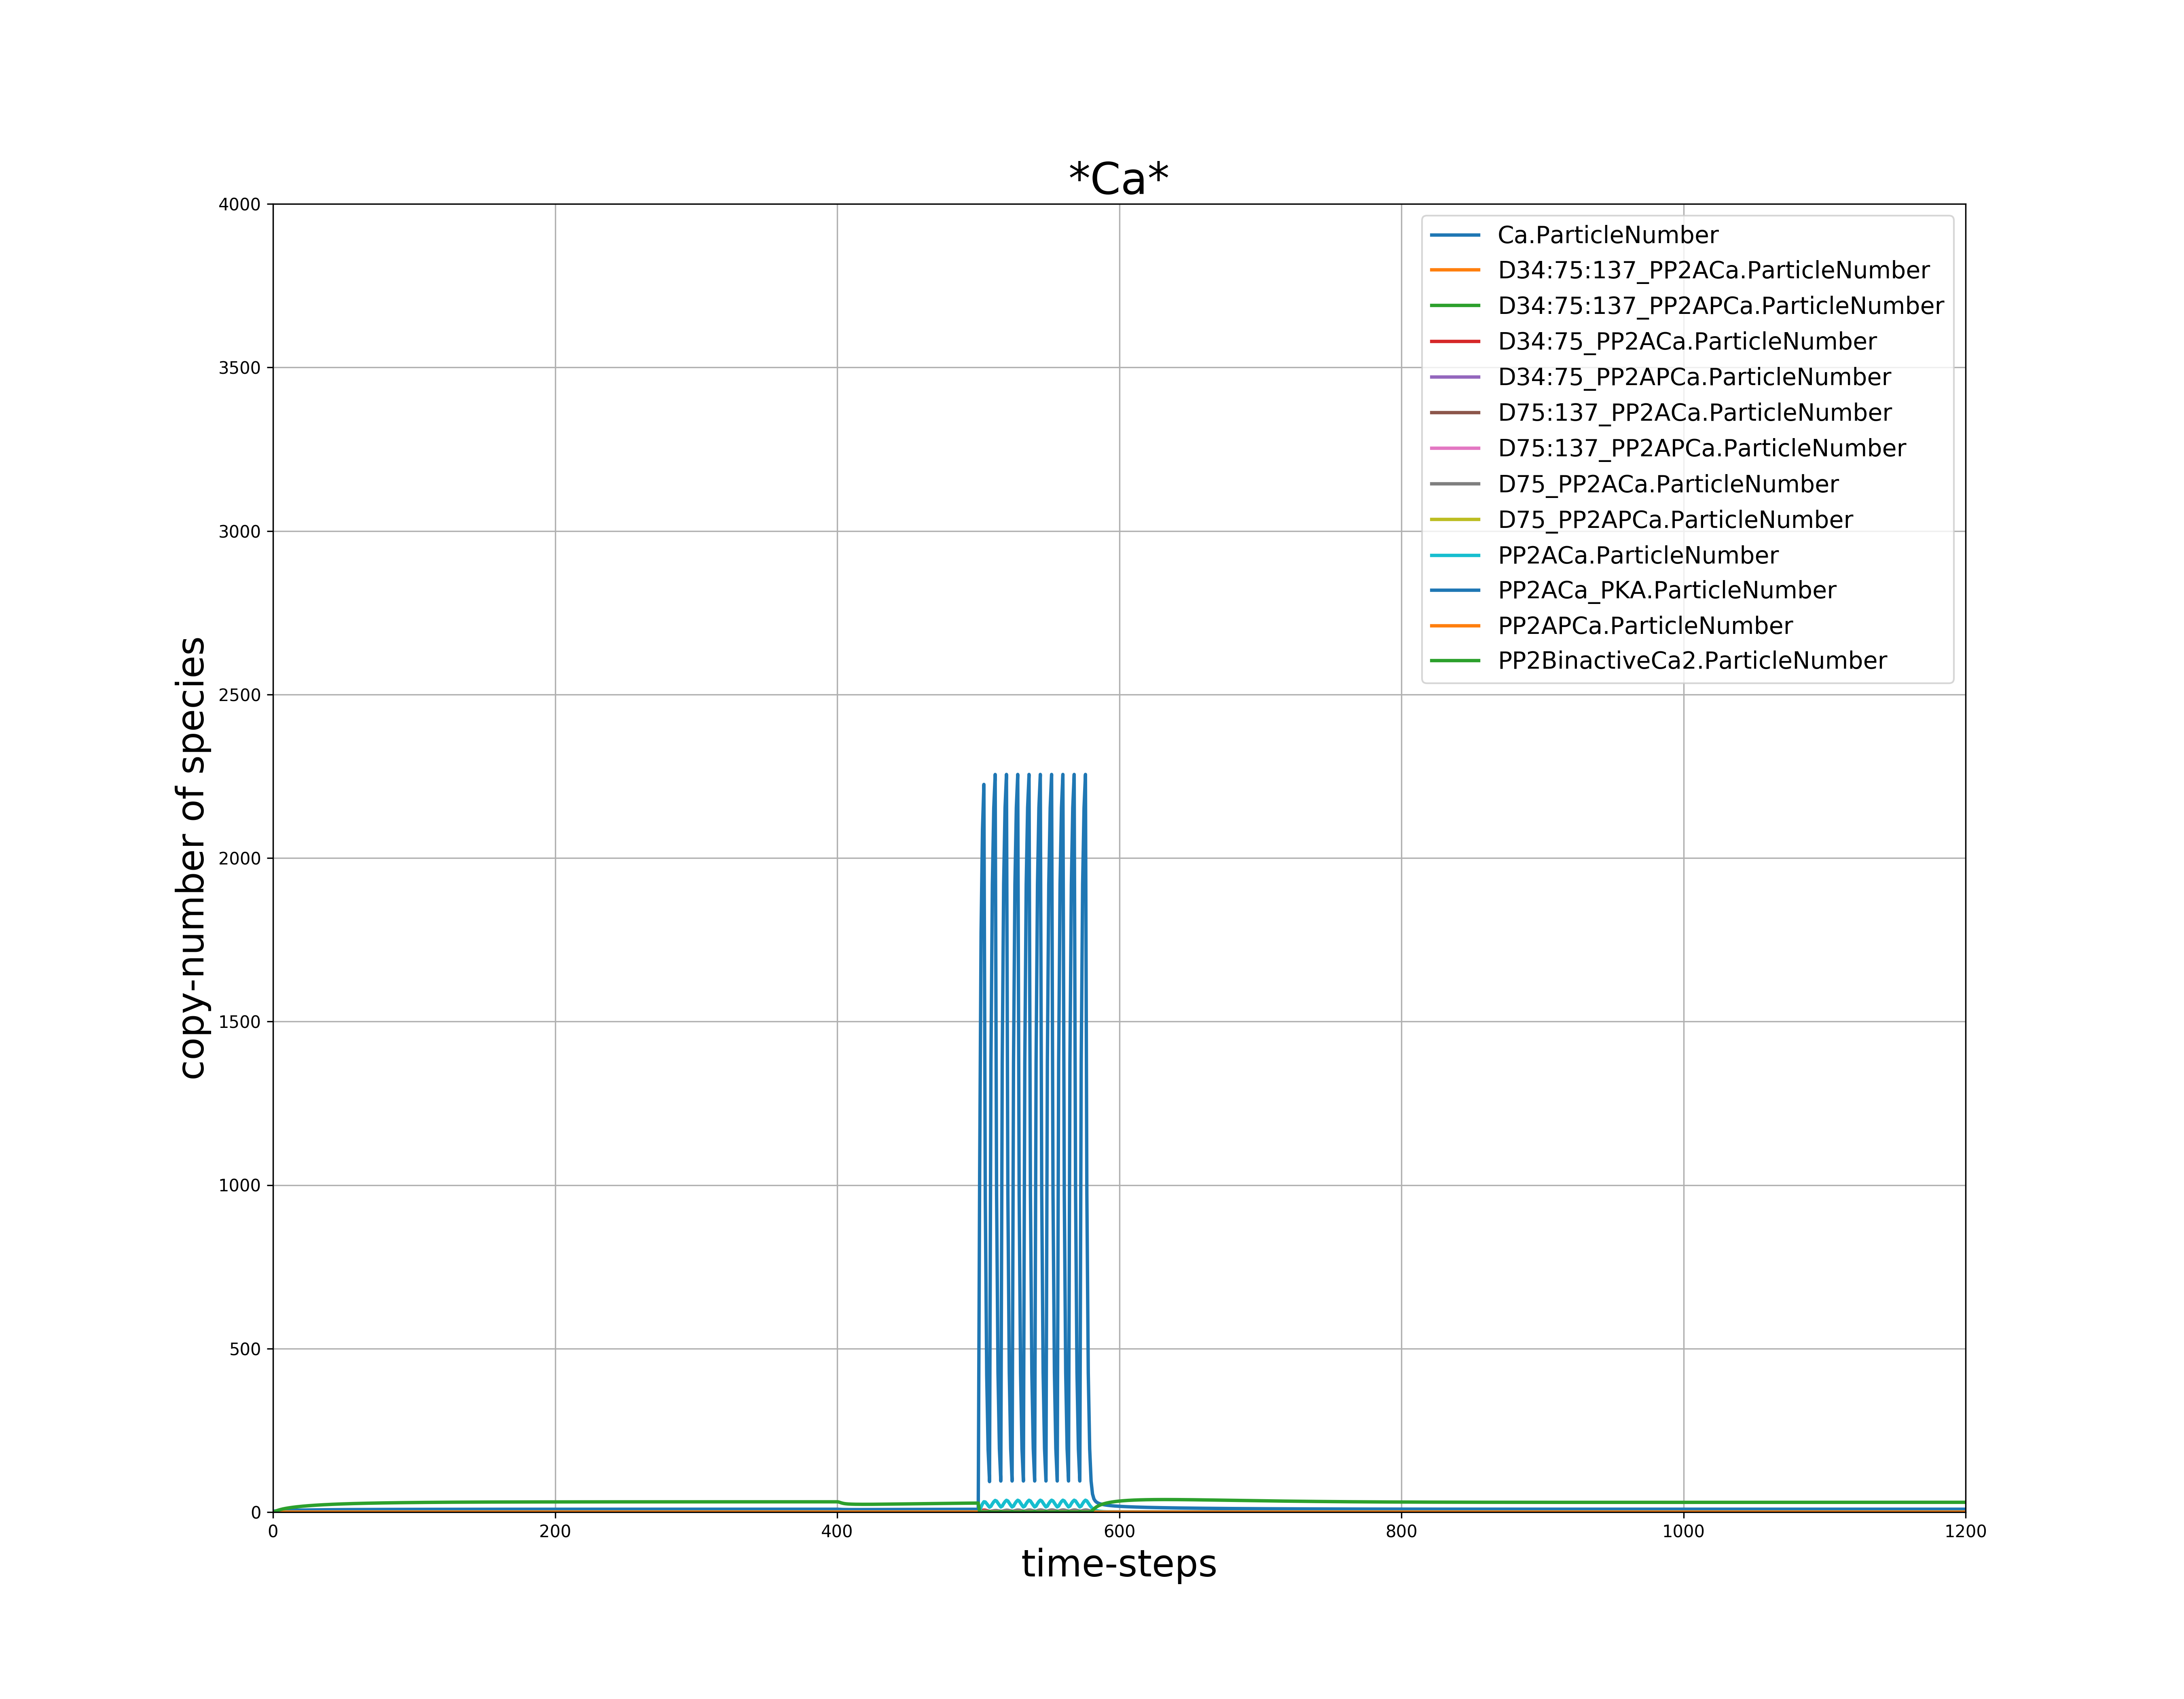 *Ca*
4000
3500
3000
2500
2000
1500
1000
500
0
copy-number of species
Ca.ParticleNumber
D34:75:137_PP2ACa.ParticleNumber
D34:75:137_PP2APCa.ParticleNumber
D34:75_PP2ACa.ParticleNumber
D34:75_PP2APCa.ParticleNumber
D75:137_PP2ACa.ParticleNumber
D75:137_PP2APCa.ParticleNumber
D75_PP2ACa.ParticleNumber
D75_PP2APCa.ParticleNumber
PP2ACa.ParticleNumber
PP2ACa_PKA.ParticleNumber
PP2APCa.ParticleNumber
PP2BinactiveCa2.ParticleNumber
0 200 400 600 800 1000 1200
time-steps